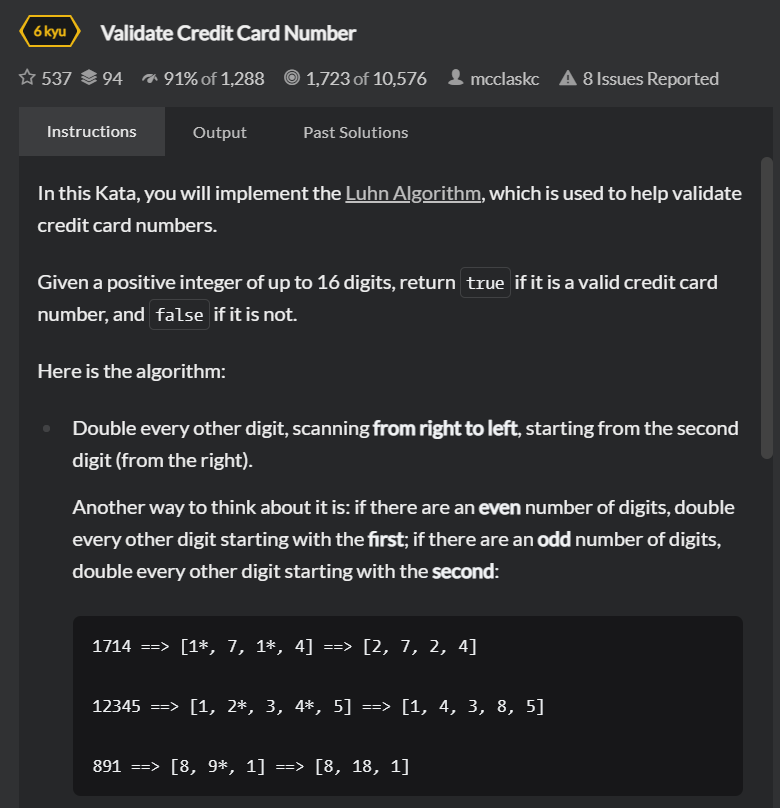 6 kyu Validate Credit Card Number
537 94 91% of 1,288 1,723 of 10,576 mcclaskc 8 Issues Reported
Instructions Output Past Solutions
In this Kata, you will implement the Luhn Algorithm, which is used to help validate
credit card numbers.
Given a positive integer of up to 16 digits, return true if it is a valid credit card
number, and false if it is not.
Here is the algorithm:
Double every other digit, scanning from right to left, starting from the second
digit (from the right).
Another way to think about it is: if there are an even number of digits, double
every other digit starting with the first; if there are an odd number of digits,
double every other digit starting with the second:
1714 ==> [1*, 7, 1*, 4] ==> [2, 7, 2, 4]
12345 ==> [1, 2*, 3, 4*, 5] ==> [1, 4, 3, 8, 5]
891 ==> [8, 9*, 1] ==> [8, 18, 1]